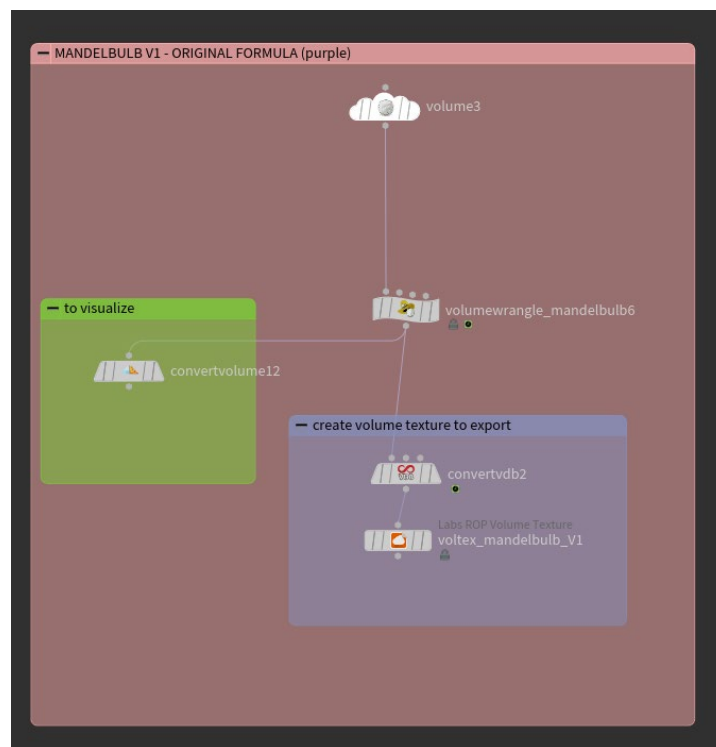 MANDELBULB V1 - ORIGINAL FORMULA (purple)
volume3
to visualize
volumewrangle_mandelbulb6
convertvolume12
create volume texture to export
convertvdb2
Labs ROP Volume Texture
voltex_mandelbulb_V1